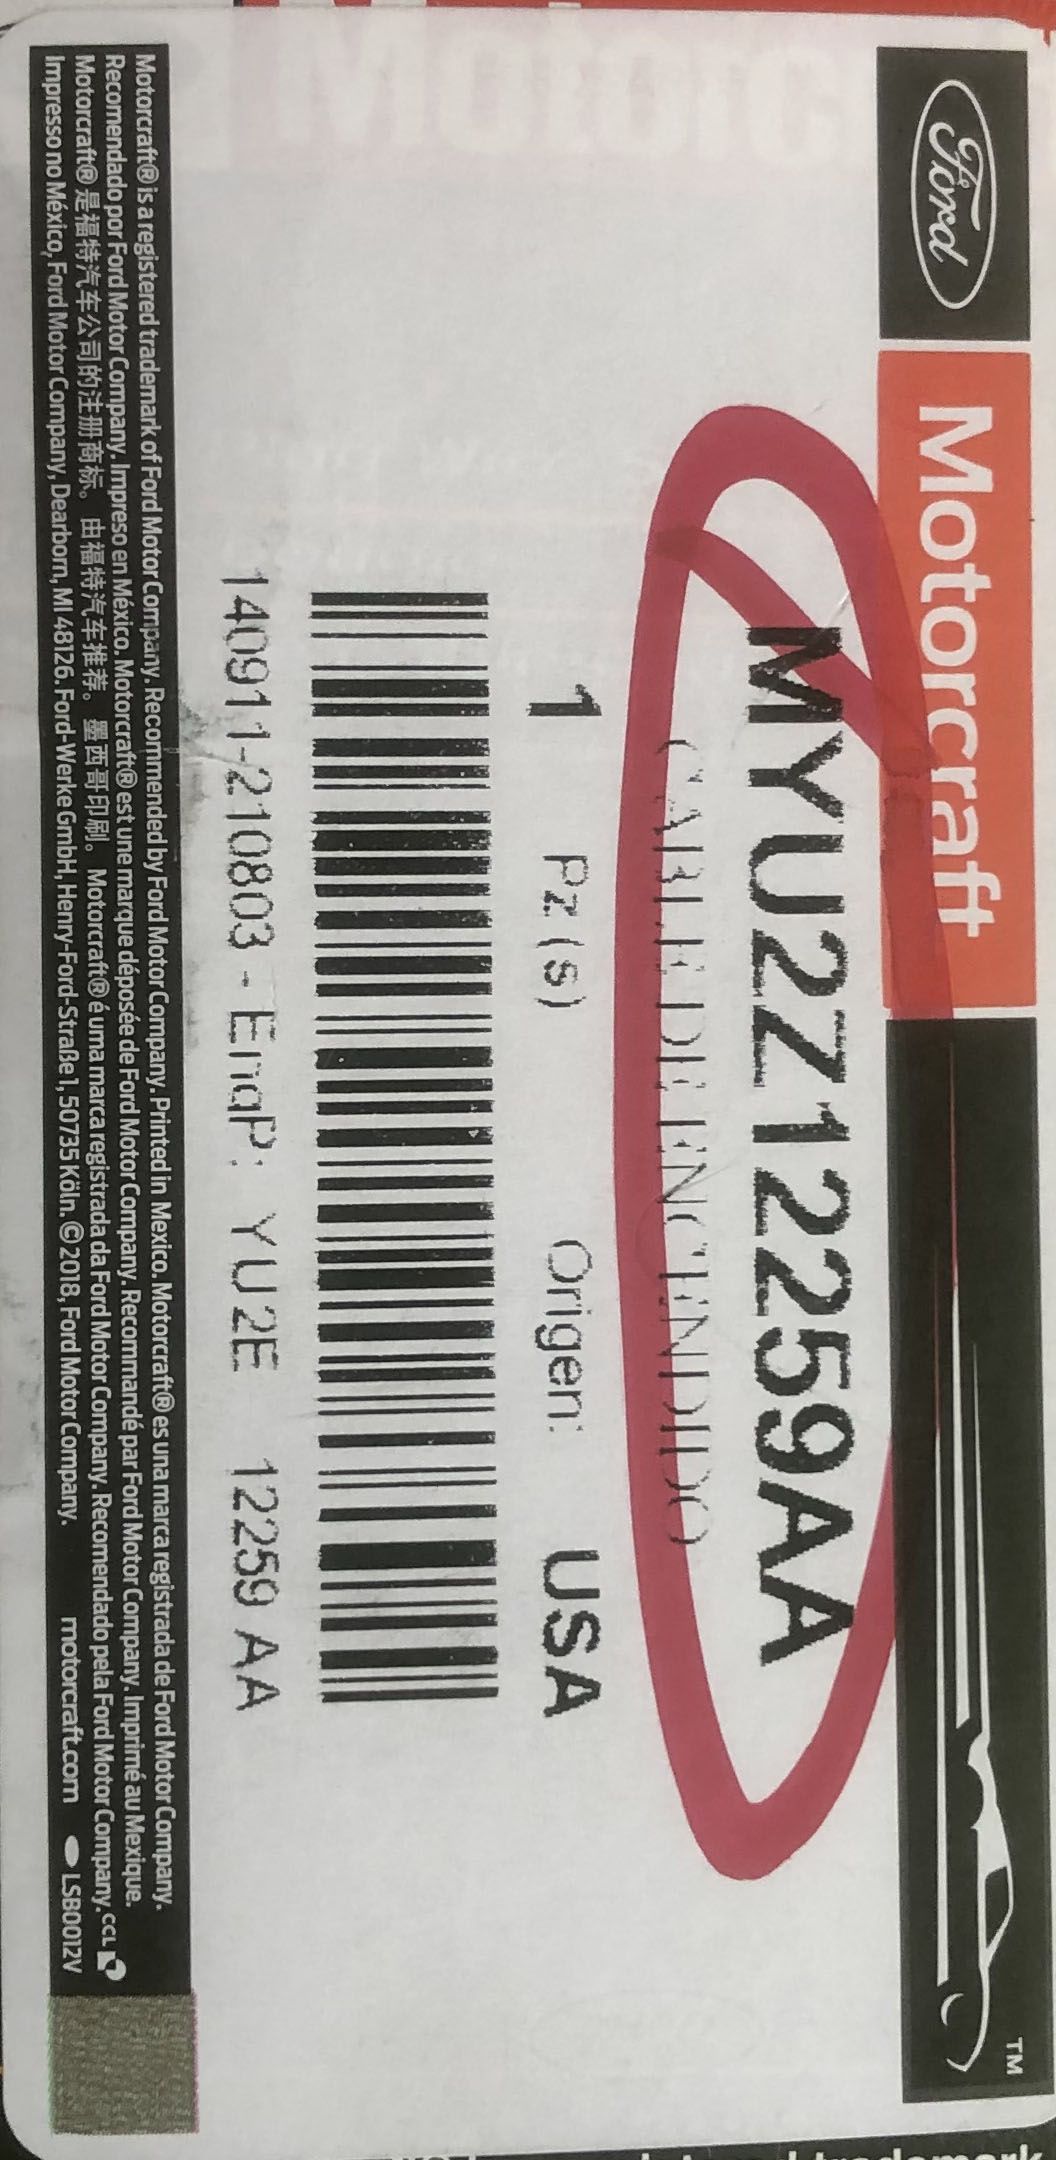 Ford
Motorcraft
TM
MYU2Z12259AA
CABLE DE ENCENDIDO
1 Pz(s) Origen: USA
140911-210803 - EngP: YU2E 12259 AA
Motorcraft® is a registered trademark of Ford Motor Company. Recommended by Ford Motor Company. Printed in Mexico. Motorcraft® es una marca registrada de Ford Motor Company.
Recomendado por Ford Motor Company. Impreso en México. Motorcraft® est une marque déposée de Ford Motor Company. Recommandé par Ford Motor Company. Imprimé au Mexique.
Motorcraft® 是福特汽车公司的注册商标。 由福特汽车推荐。 墨西哥印刷。 Motorcraft® é uma marca registrada da Ford Motor Company. Recomendado pela Ford Motor Company. CCL
Impresso no México, Ford Motor Company, Dearborn, MI 48126. Ford-Werke GmbH, Henry-Ford-Straße 1, 50735 Köln. ©2018, Ford Motor Company. motorcraft.com LSB0012V